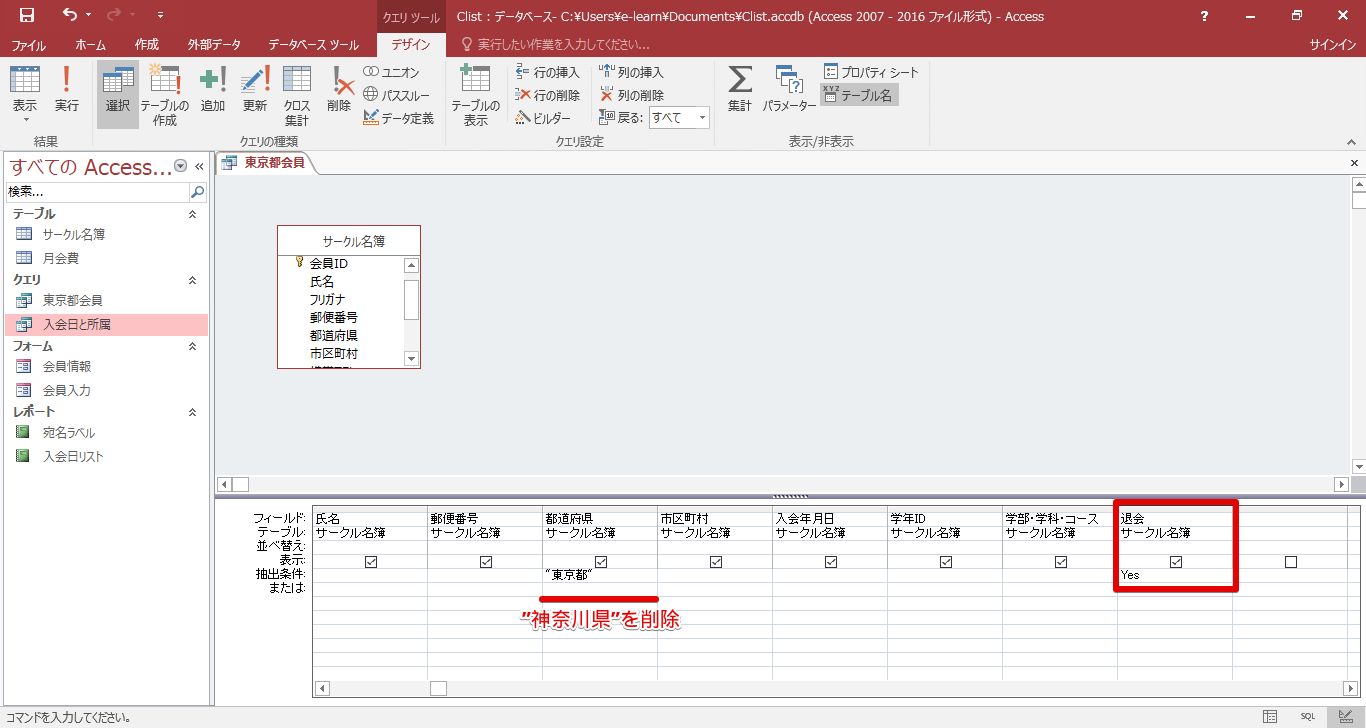 クエリ ツール
Clist : データベース- C:¥Users¥e-learn¥Documents¥Clist.accdb (Access 2007 - 2016 ファイル形式) - Access
?
ファイル ホーム 作成 外部データ データベース ツール デザイン 実行したい作業を入力してください... サインイン
表示
実行
結果
選択
テーブルの
作成
追加
更新
クロス
集計
削除
ユニオン
パススルー
データ定義
クエリの種類
テーブルの
表示
行の挿入
行の削除
ビルダー
列の挿入
列の削除
戻る: すべて
クエリ設定
集計
パラメーター
プロパティ シート
XYZ テーブル名
表示/非表示
すべての Access...
検索...
テーブル
サークル名簿
月会費
クエリ
東京都会員
入会日と所属
フォーム
会員情報
会員入力
レポート
宛名ラベル
入会日リスト
東京都会員
サークル名簿
会員ID
氏名
フリガナ
郵便番号
都道府県
市区町村
フィールド: 氏名 郵便番号 都道府県 市区町村 入会年月日 学年ID 学部・学科・コース 退会
テーブル: サークル名簿 サークル名簿 サークル名簿 サークル名簿 サークル名簿 サークル名簿 サークル名簿 サークル名簿
並べ替え:
表示:
抽出条件: "東京都" Yes
または:
"神奈川県"を削除
コマンドを入力してください。
SQL